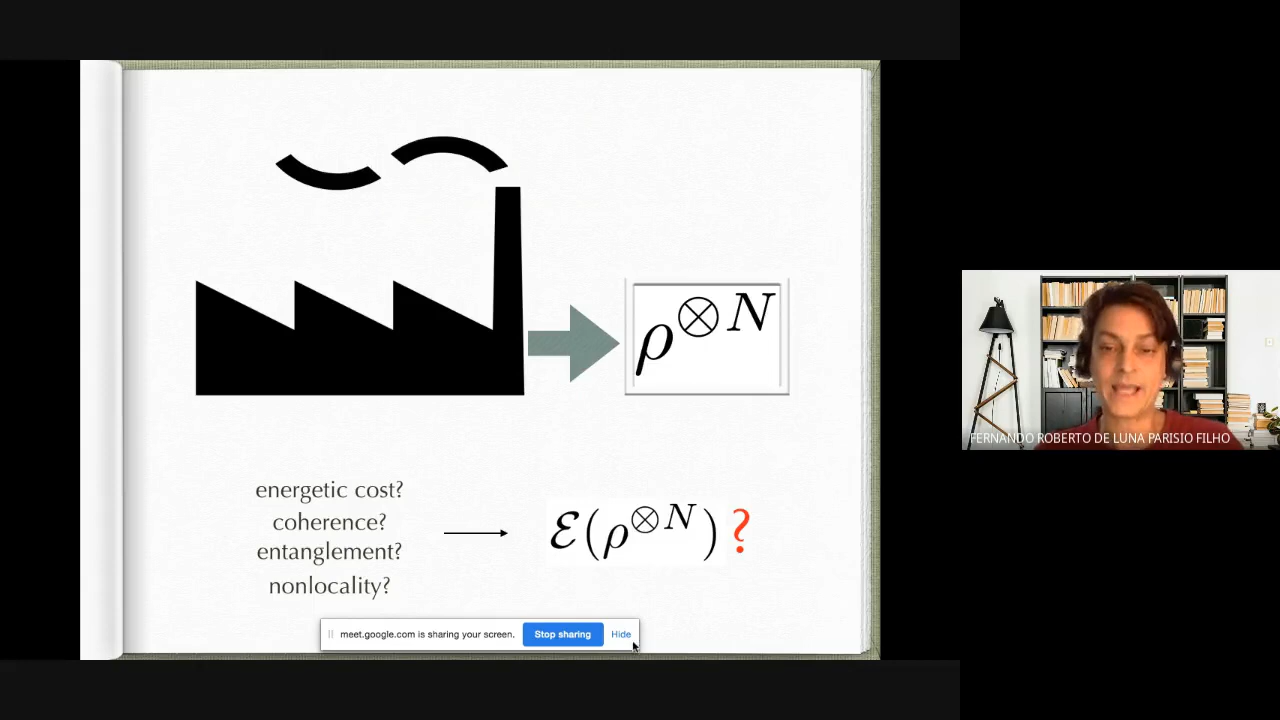 ρ⊗N
energetic cost?
coherence?
entanglement?
nonlocality?
ℰ(ρ⊗N)?
meet.google.com is sharing your screen. Stop sharing Hide
FERNANDO ROBERTO DE LUNA PARISIO FILHO